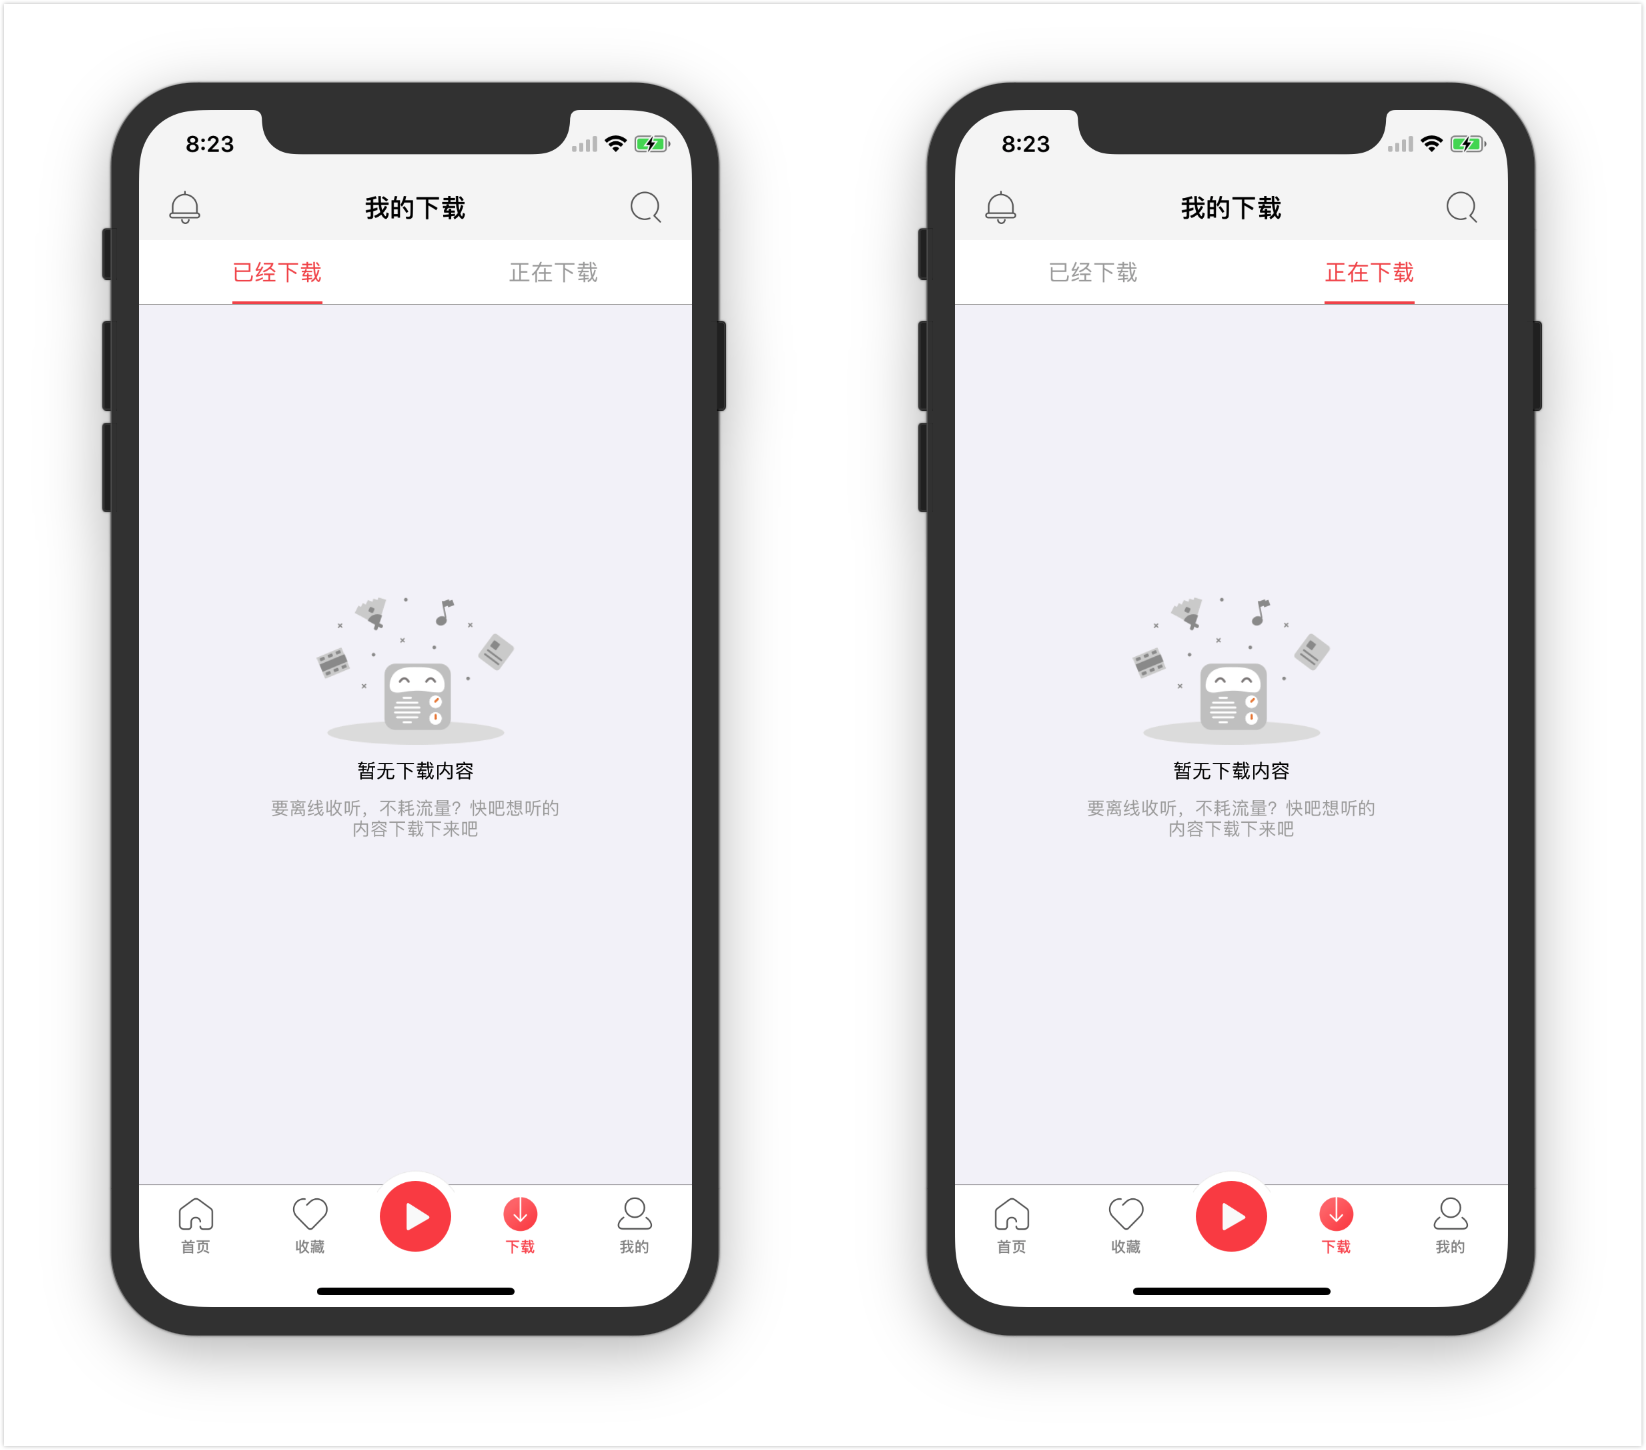 8:23
我的下载
已经下载 正在下载
暂无下载内容
要离线收听，不耗流量？快吧想听的
内容下载下来吧
首页 收藏 下载 我的
8:23
我的下载
已经下载 正在下载
暂无下载内容
要离线收听，不耗流量？快吧想听的
内容下载下来吧
首页 收藏 下载 我的